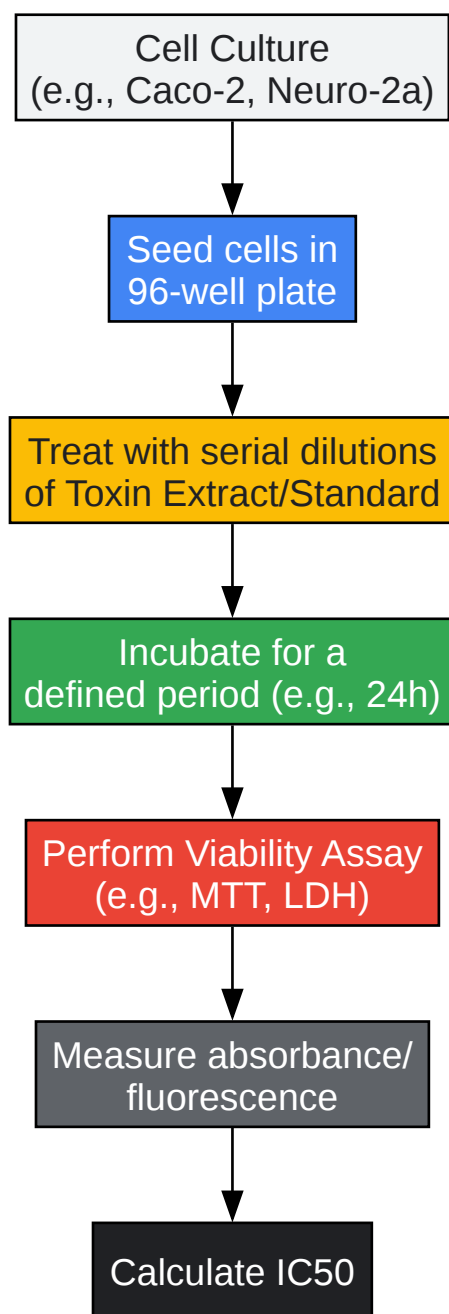 Cell Culture
(e.g., Caco-2, Neuro-2a)
Seed cells in
96-well plate
Treat with serial dilutions
of Toxin Extract/Standard
Incubate for a
defined period (e.g., 24h)
Perform Viability Assay
(e.g., MTT, LDH)
Measure absorbance/
fluorescence
Calculate IC50